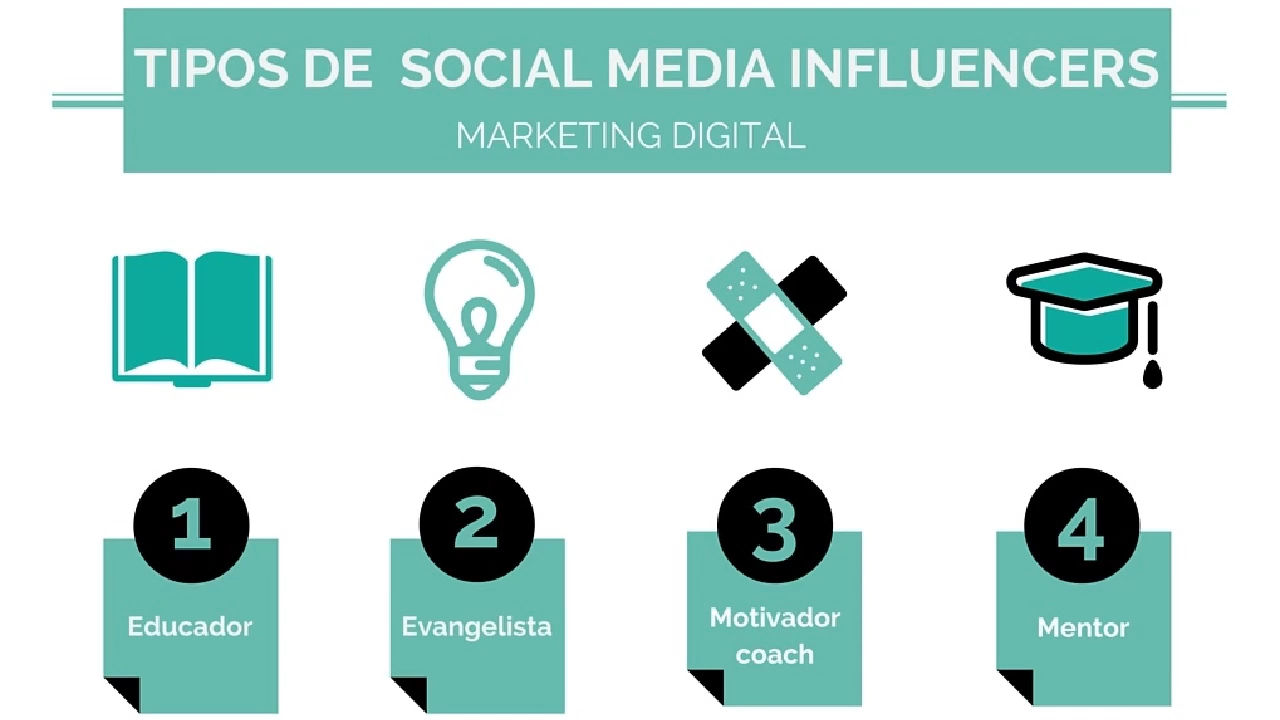 TIPOS DE SOCIAL MEDIA INFLUENCERS
MARKETING DIGITAL
1
Educador
2
Evangelista
3
Motivador
coach
4
Mentor